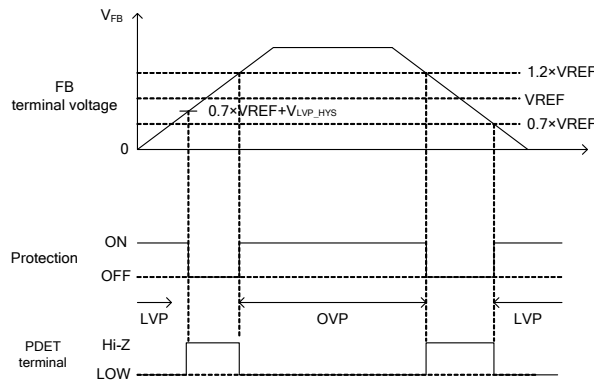 VFB
FB
terminal voltage
1.2×VREF
VREF
0.7×VREF+VLVP_HYS
0.7×VREF
0
Protection
ON
OFF
LVP
OVP
LVP
PDET
terminal
Hi-Z
LOW